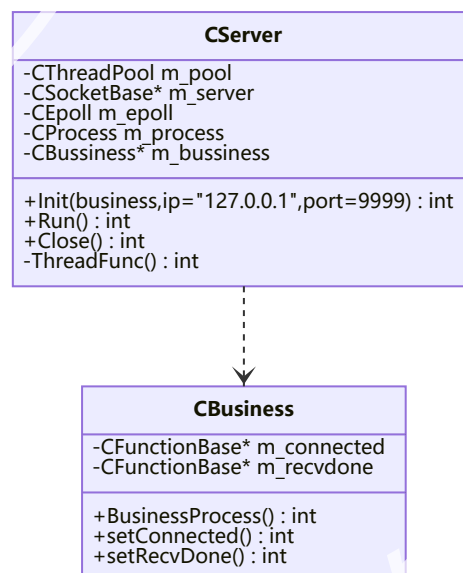 CServer
-CThreadPool m_pool
-CSocketBase* m_server
-CEpoll m_epoll
-CProcess m_process
-CBussiness* m_bussiness
+Init(business,ip="127.0.0.1",port=9999) : int
+Run() : int
+Close() : int
-ThreadFunc() : int
CBusiness
-CFunctionBase* m_connected
-CFunctionBase* m_recvdone
+BusinessProcess() : int
+setConnected() : int
+setRecvDone() : int